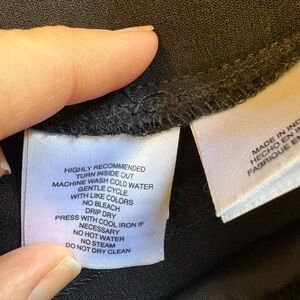 HIGHLY RECOMMENDED
TURN INSIDE OUT
MACHINE WASH COLD WATER
GENTLE CYCLE
WITH LIKE COLORS
NO BLEACH
DRIP DRY
PRESS WITH COOL IRON IF
NECESSARY
NO HOT WATER
NO STEAM
DO NOT DRY CLEAN
MADE IN
HECHO EN
FABRIQUE EN